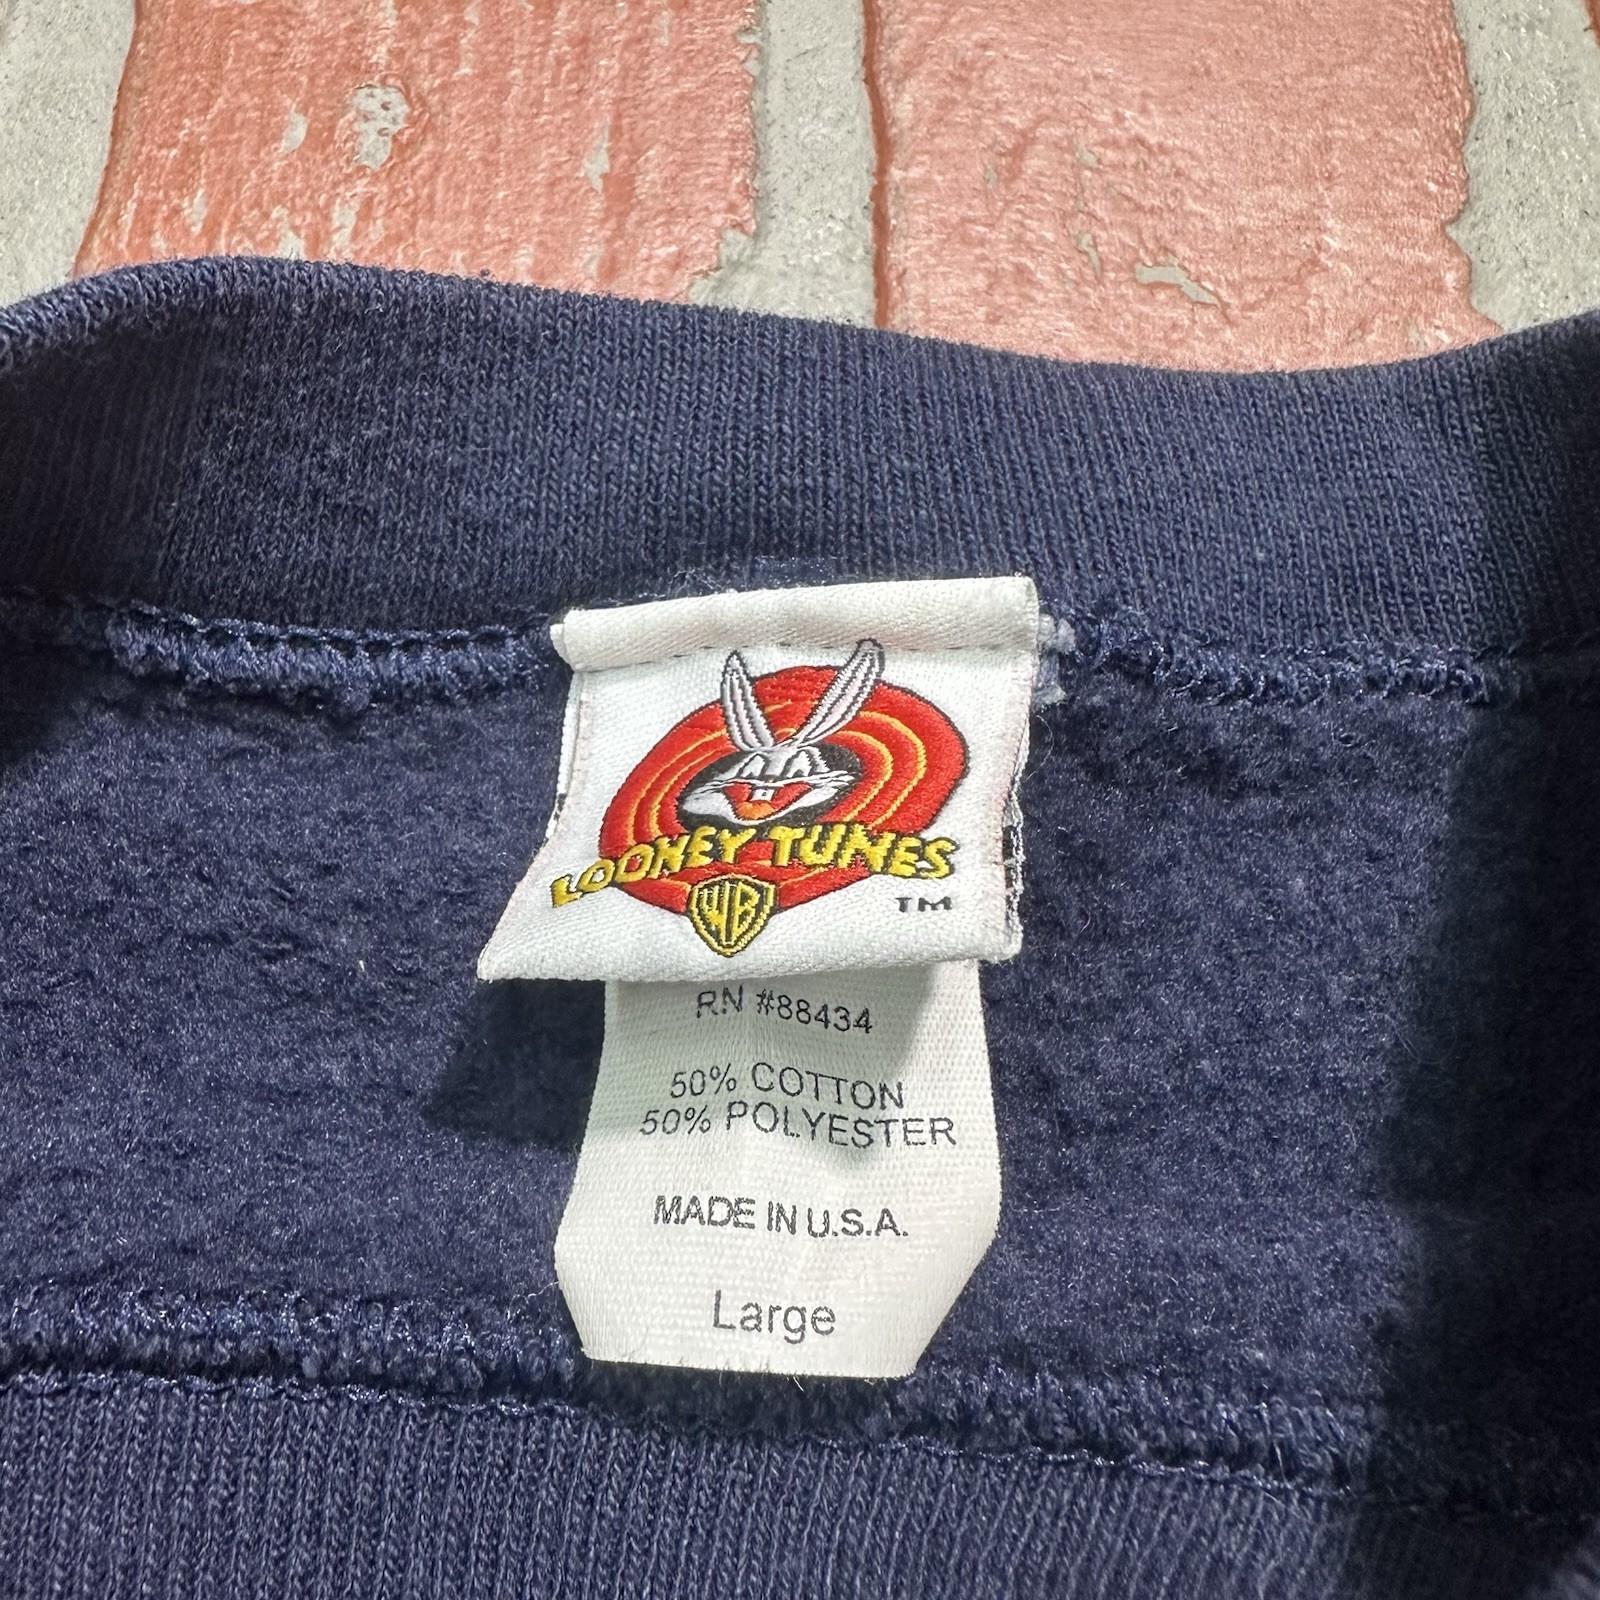 LOONEY TUNES
WB
TM
RN #88434
50% COTTON
50% POLYESTER
MADE IN U.S.A.
Large